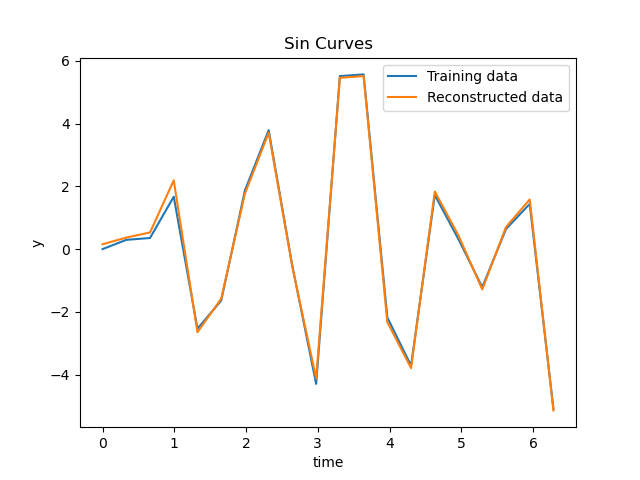 Sin Curves
Training data
Reconstructed data
6
4
2
0
−2
−4
y
0 1 2 3 4 5 6
time